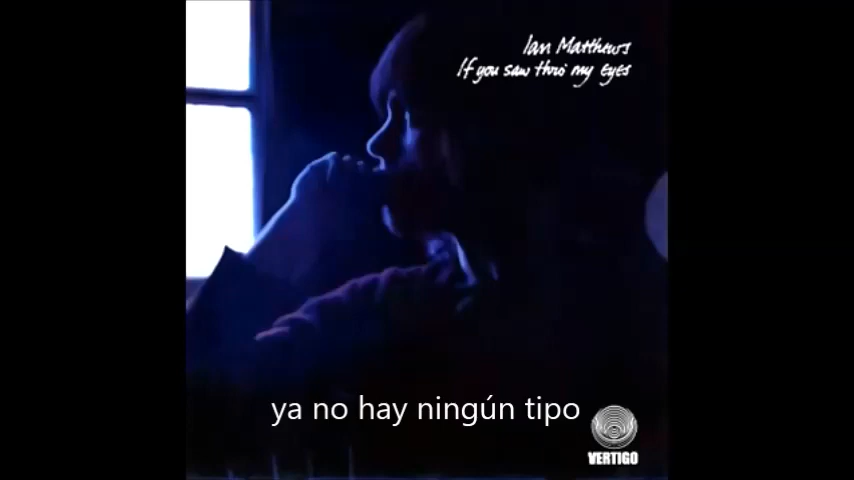 Ian Matthews
If you saw thro' my eyes
ya no hay ningún tipo
VERTIGO